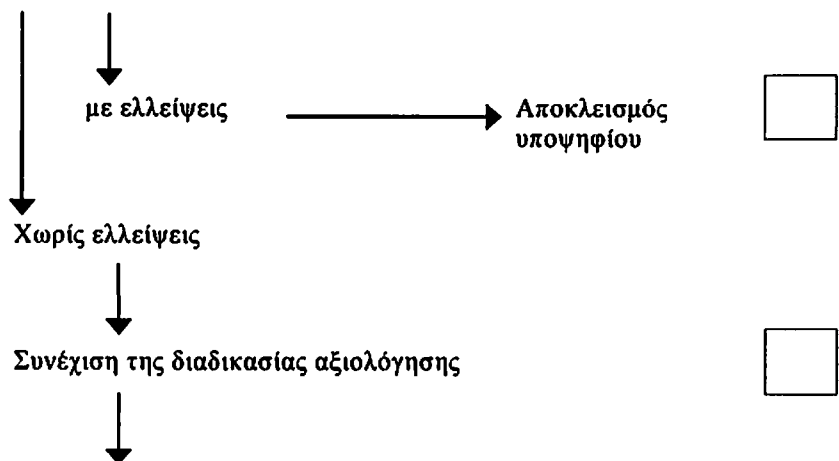 με ελλείψεις
Αποκλεισμός
υποψηφίου
Χωρίς ελλείψεις
Συνέχιση της διαδικασίας αξιολόγησης